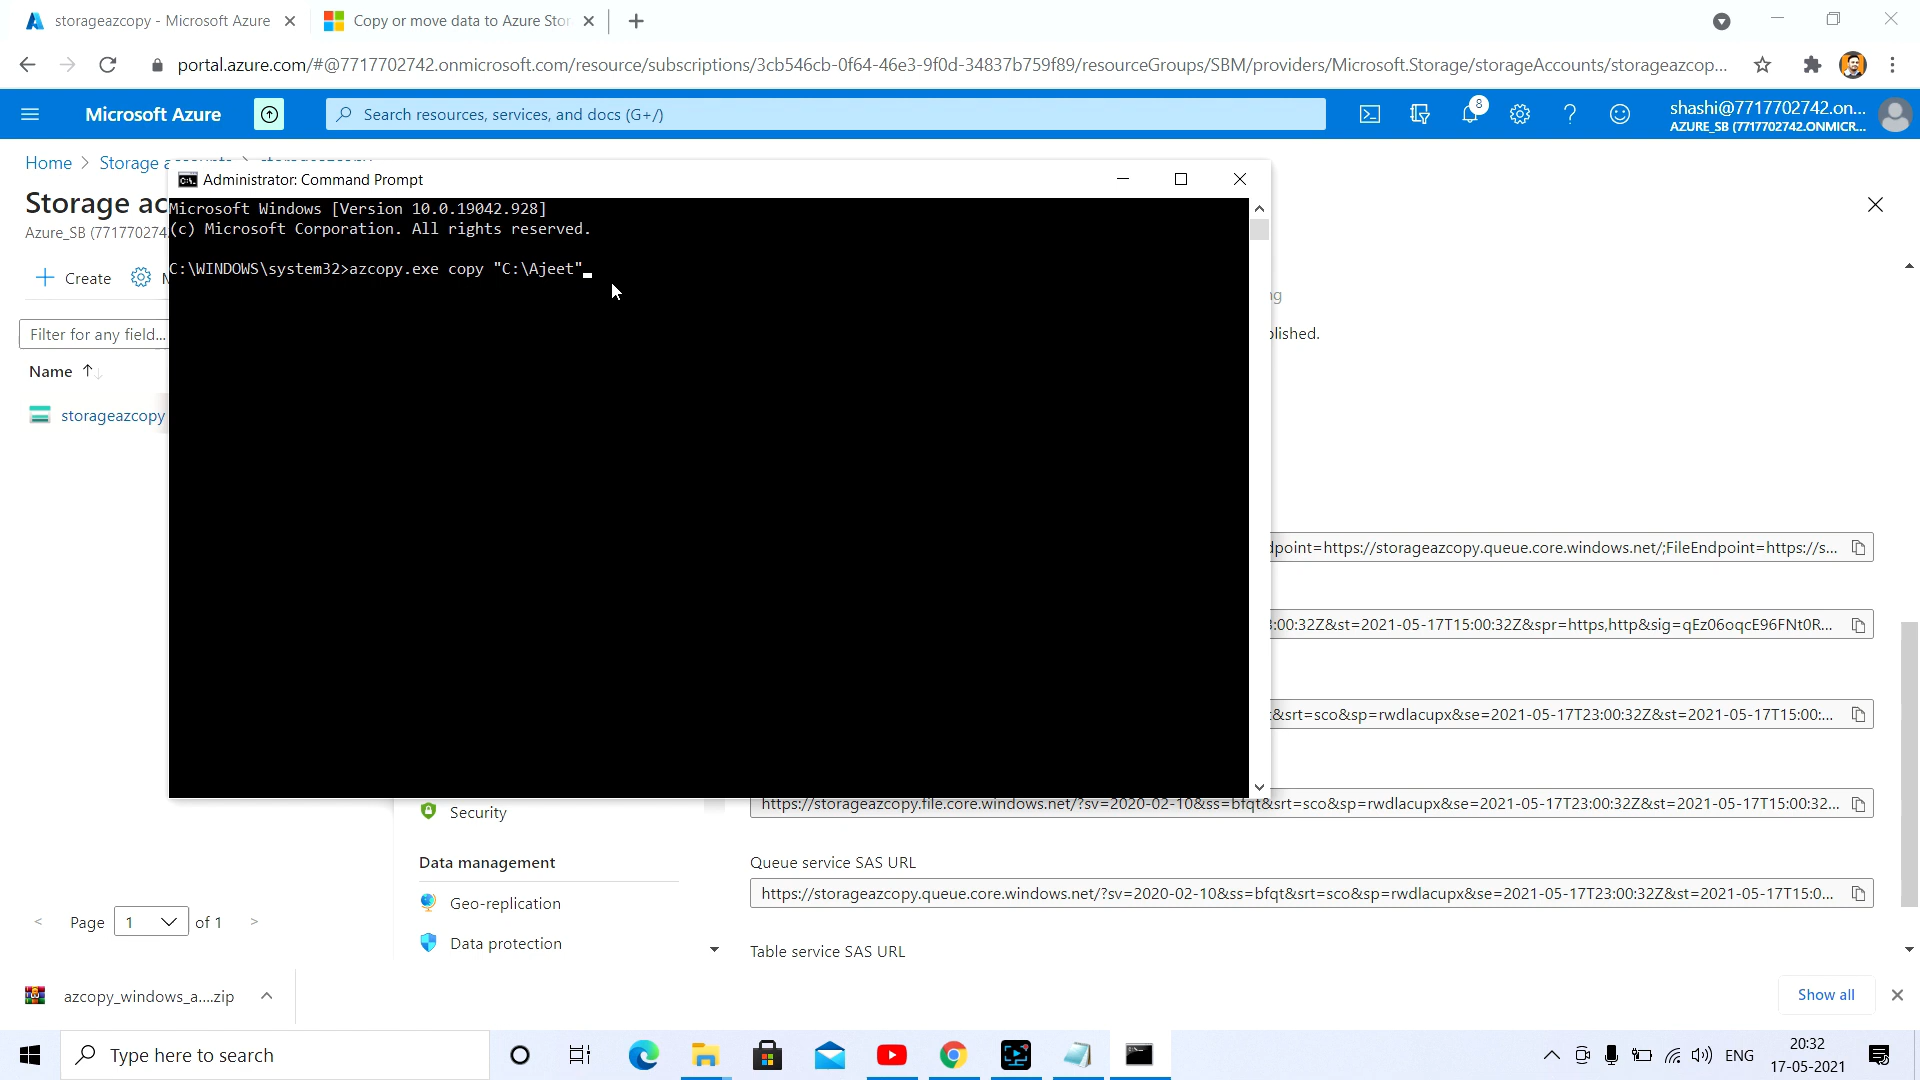 storageazcopy - Microsoft Azure
Copy or move data to Azure Stor
portal.azure.com/#@7717702742.onmicrosoft.com/resource/subscriptions/3cb546cb-0f64-46e3-9f0d-34837b759f89/resourceGroups/SBM/providers/Microsoft.Storage/storageAccounts/storageazcop...
Microsoft Azure
Search resources, services, and docs (G+/)
8
shashi@7717702742.on...
AZURE_SB (7717702742.ONMICR...
Home > Storage
Administrator: Command Prompt
Storage ac
Azure_SB (77177027
Microsoft Windows [Version 10.0.19042.928]
(c) Microsoft Corporation. All rights reserved.
C:\WINDOWS\system32>azcopy.exe copy "C:\Ajeet"
Create
Filter for any field...
Name
storageazcopy
ng
lished.
point=https://storageazcopy.queue.core.windows.net/;FileEndpoint=https://s...
:00:32Z&st=2021-05-17T15:00:32Z&spr=https,http&sig=qEz06oqcE96FNt0R...
&srt=sco&sp=rwdlacupx&se=2021-05-17T23:00:32Z&st=2021-05-17T15:00:...
https://storageazcopy.file.core.windows.net/?sv=2020-02-10&ss=bfqt&srt=sco&sp=rwdlacupx&se=2021-05-17T23:00:32Z&st=2021-05-17T15:00:32...
Security
Data management
Queue service SAS URL
https://storageazcopy.queue.core.windows.net/?sv=2020-02-10&ss=bfqt&srt=sco&sp=rwdlacupx&se=2021-05-17T23:00:32Z&st=2021-05-17T15:0...
Geo-replication
< Page 1 of 1 >
Data protection
Table service SAS URL
azcopy_windows_a....zip
Show all
Type here to search
ENG
20:32
17-05-2021